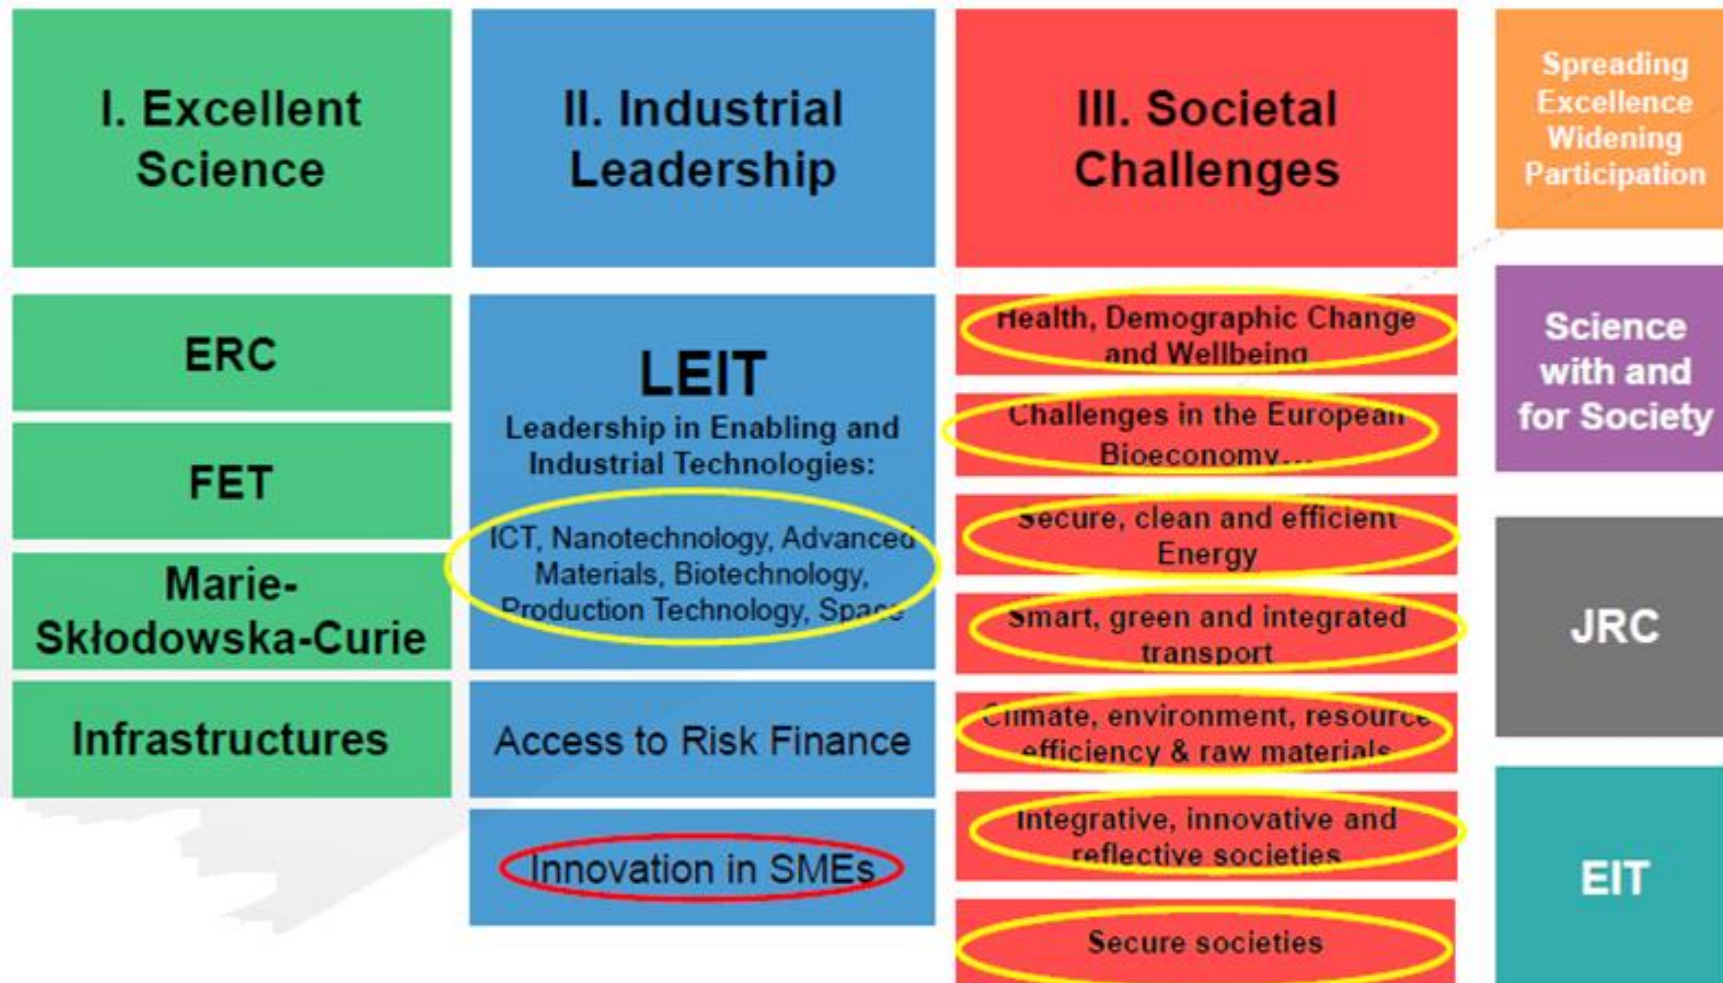 I. Excellent
Science
ERC
FET
Marie-
Skłodowska-Curie
Infrastructures
II. Industrial
Leadership
LEIT
Leadership in Enabling and
Industrial Technologies:
ICT, Nanotechnology, Advanced
Materials, Biotechnology,
Production Technology, Space
Access to Risk Finance
Innovation in SMEs
III. Societal
Challenges
Health, Demographic Change
and Wellbeing
Challenges in the European
Bioeconomy...
Secure, clean and efficient
Energy
Smart, green and integrated
transport
Climate, environment, resource
efficiency & raw materials
Integrative, innovative and
reflective societies
Secure societies
Spreading
Excellence
Widening
Participation
Science
with and
for Society
JRC
EIT